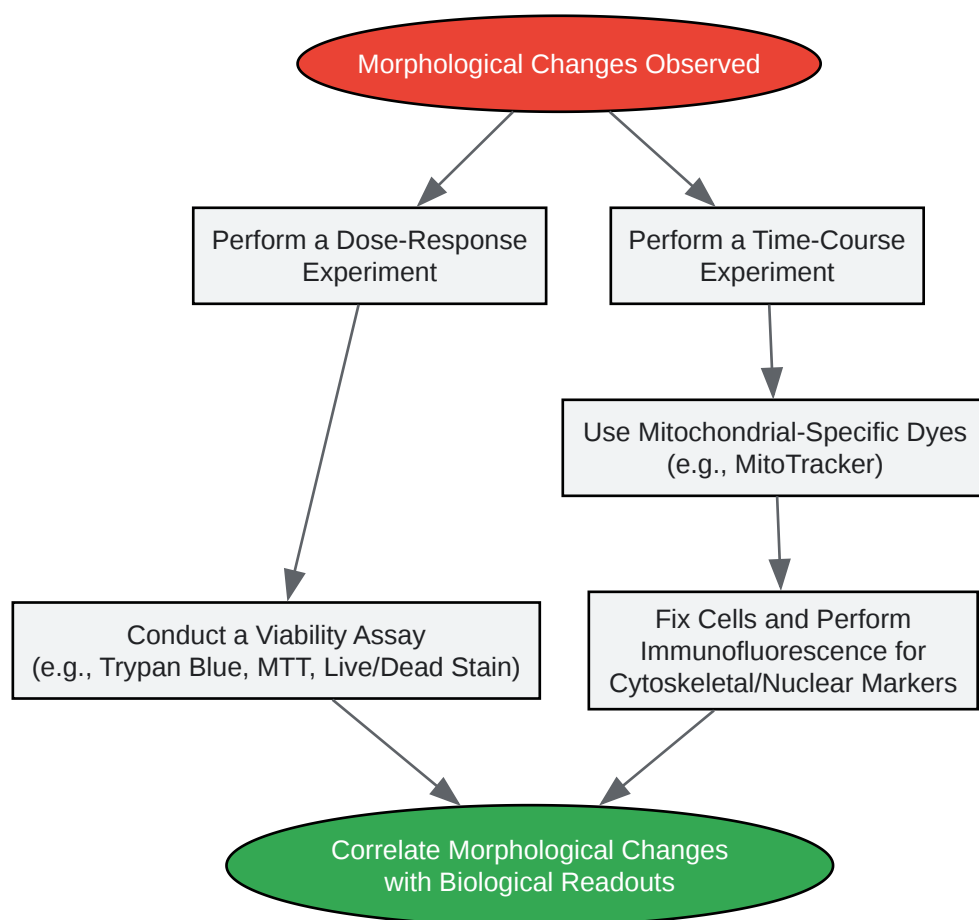 Morphological Changes Observed
Perform a Dose-Response
Experiment
Perform a Time-Course
Experiment
Use Mitochondrial-Specific Dyes
(e.g., MitoTracker)
Conduct a Viability Assay
(e.g., Trypan Blue, MTT, Live/Dead Stain)
Fix Cells and Perform
Immunofluorescence for
Cytoskeletal/Nuclear Markers
Correlate Morphological Changes
with Biological Readouts